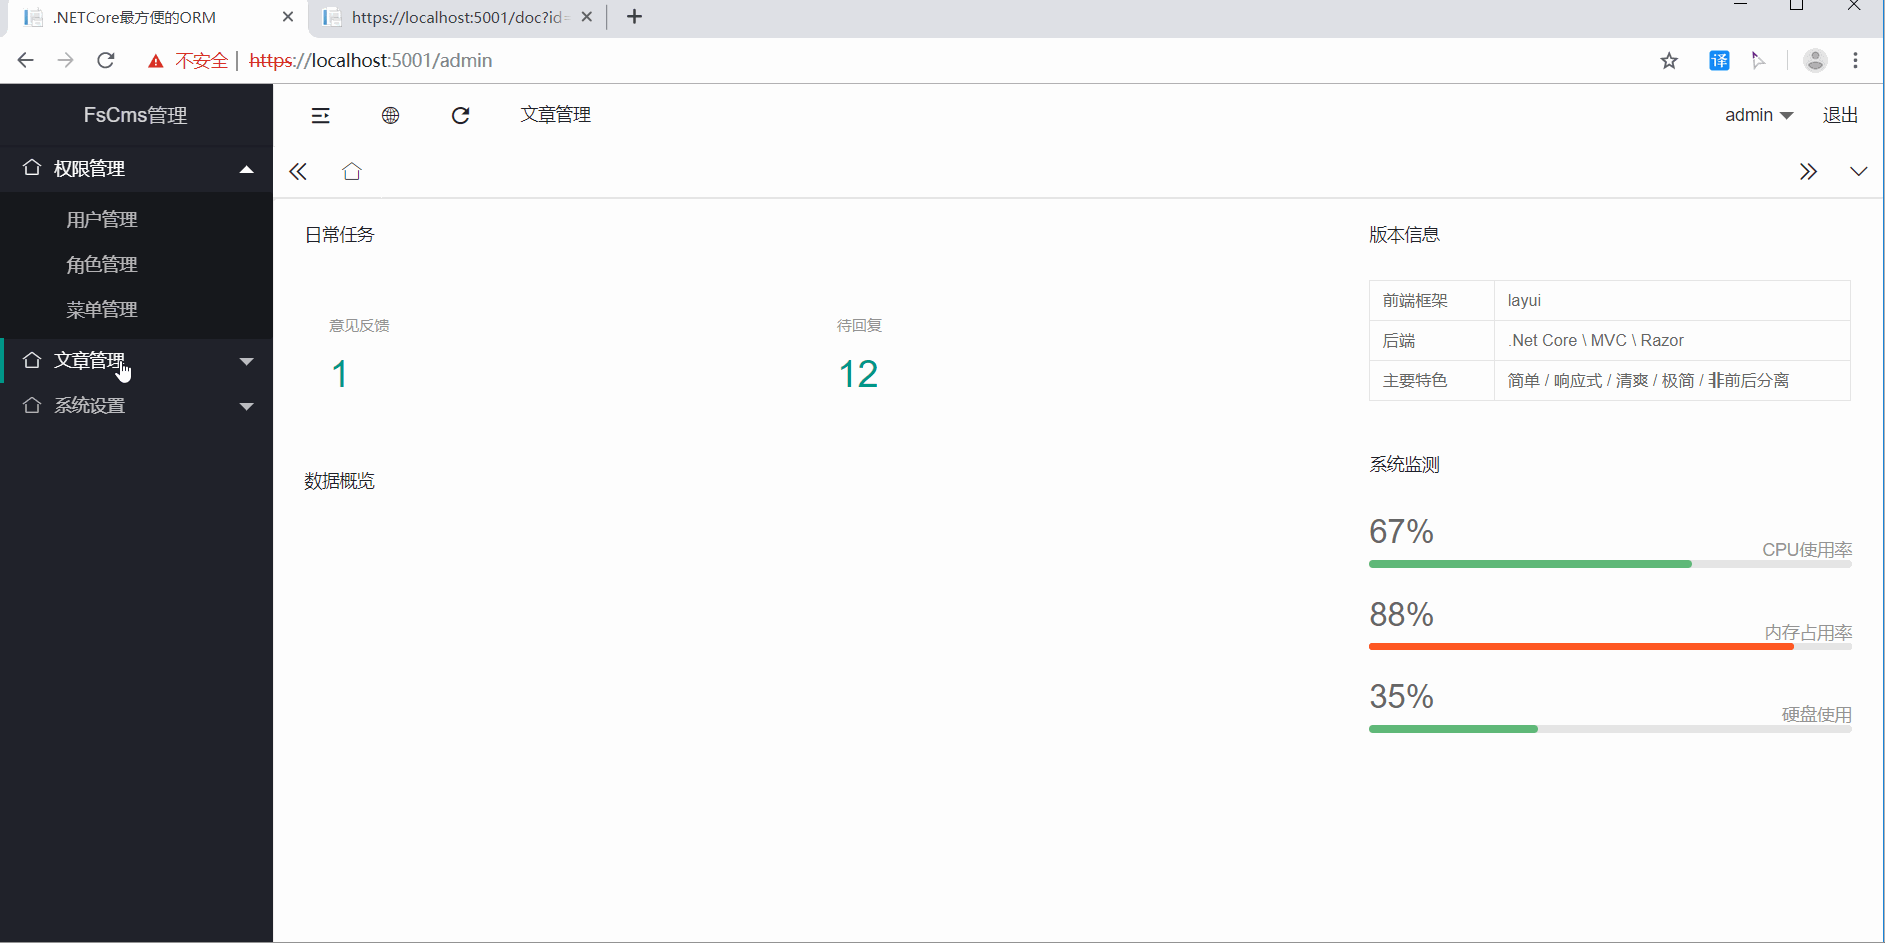 .NETCore最方便的ORM
https://localhost:5001/doc?id=
不安全 | https://localhost:5001/admin
译
FsCms管理
权限管理
用户管理
角色管理
菜单管理
文章管理
系统设置
文章管理
admin
退出
日常任务
意见反馈
1
待回复
12
数据概览
版本信息
前端框架 layui
后端 .Net Core \ MVC \ Razor
主要特色 简单 / 响应式 / 清爽 / 极简 / 非前后分离
系统监测
67%
CPU使用率
88%
内存占用率
35%
硬盘使用